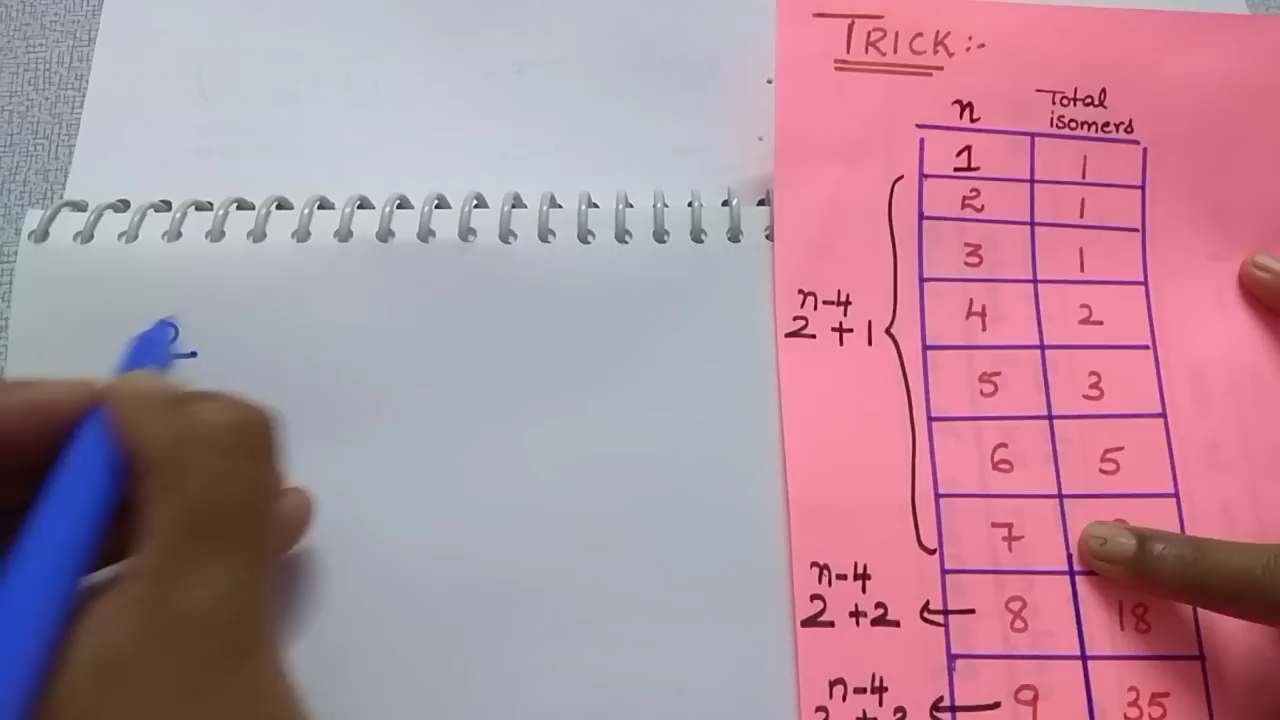 TRICK :-
n Total isomers
1 1
2 1
3 1
n-4
2 + 1
4 2
5 3
6 5
7
n-4
2 +2 ← 8 18
n-4
← 9 35
2